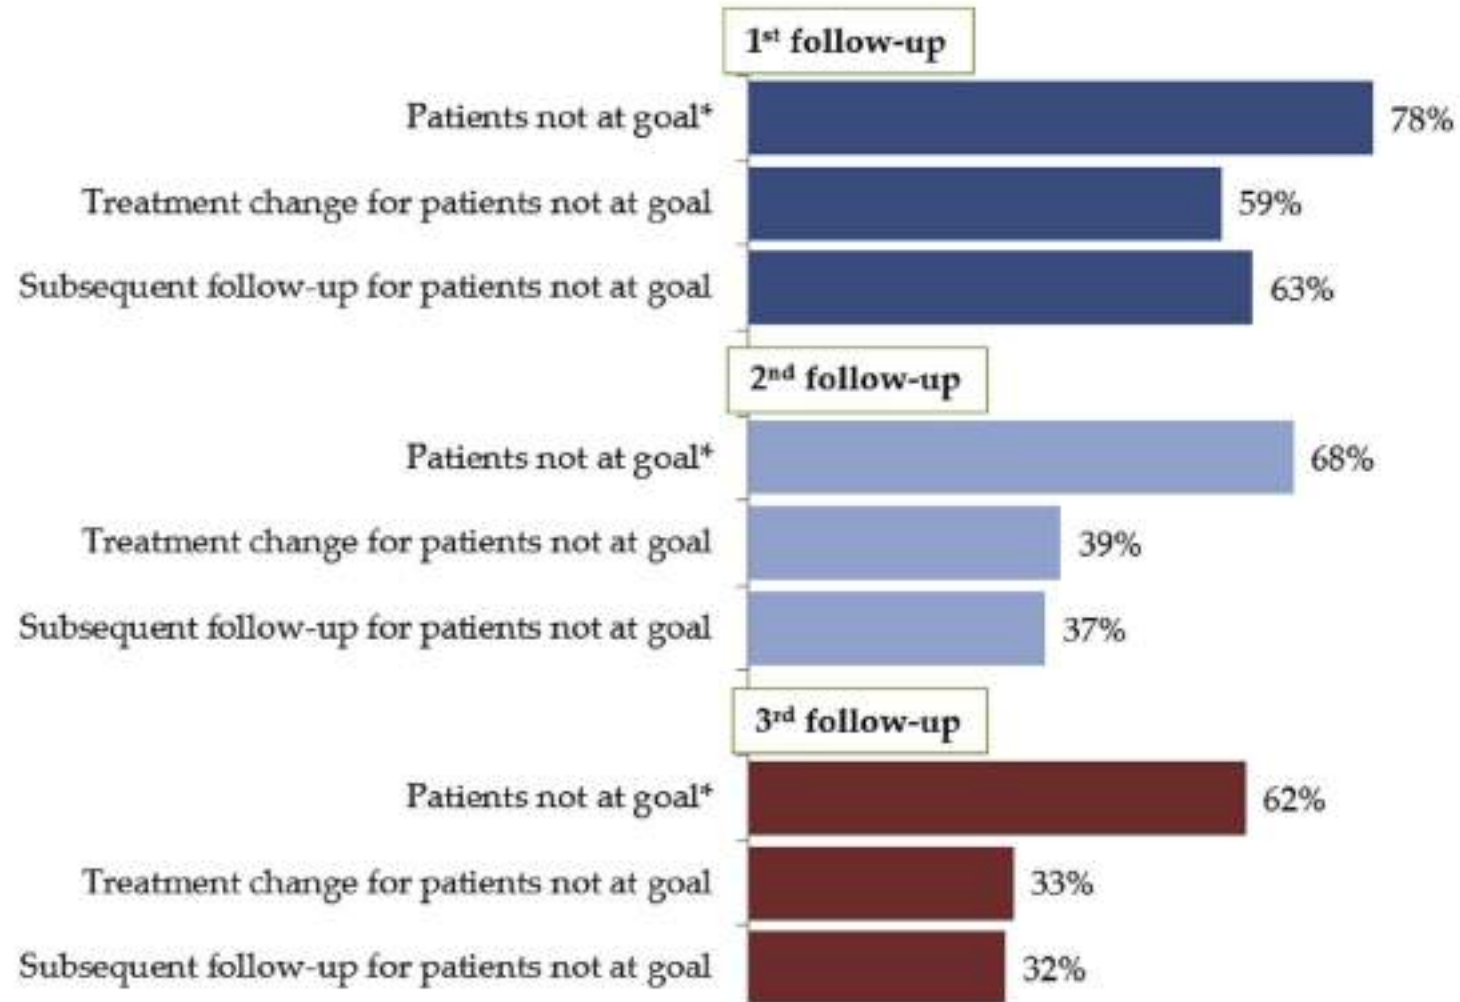 1st follow-up
Patients not at goal* 78%
Treatment change for patients not at goal 59%
Subsequent follow-up for patients not at goal 63%
2nd follow-up
Patients not at goal* 68%
Treatment change for patients not at goal 39%
Subsequent follow-up for patients not at goal 37%
3rd follow-up
Patients not at goal* 62%
Treatment change for patients not at goal 33%
Subsequent follow-up for patients not at goal 32%